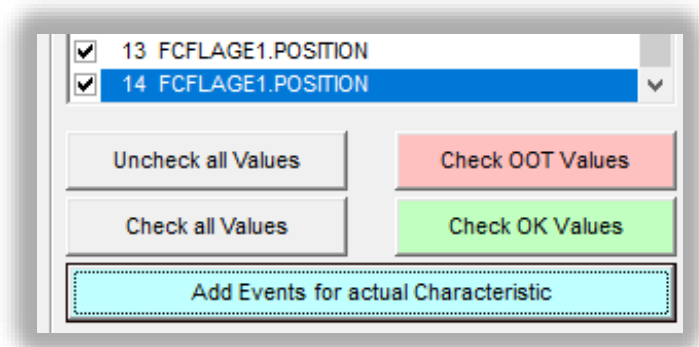 13 FCFLAGE1.POSITION
14 FCFLAGE1.POSITION
Uncheck all Values
Check OOT Values
Check all Values
Check OK Values
Add Events for actual Characteristic